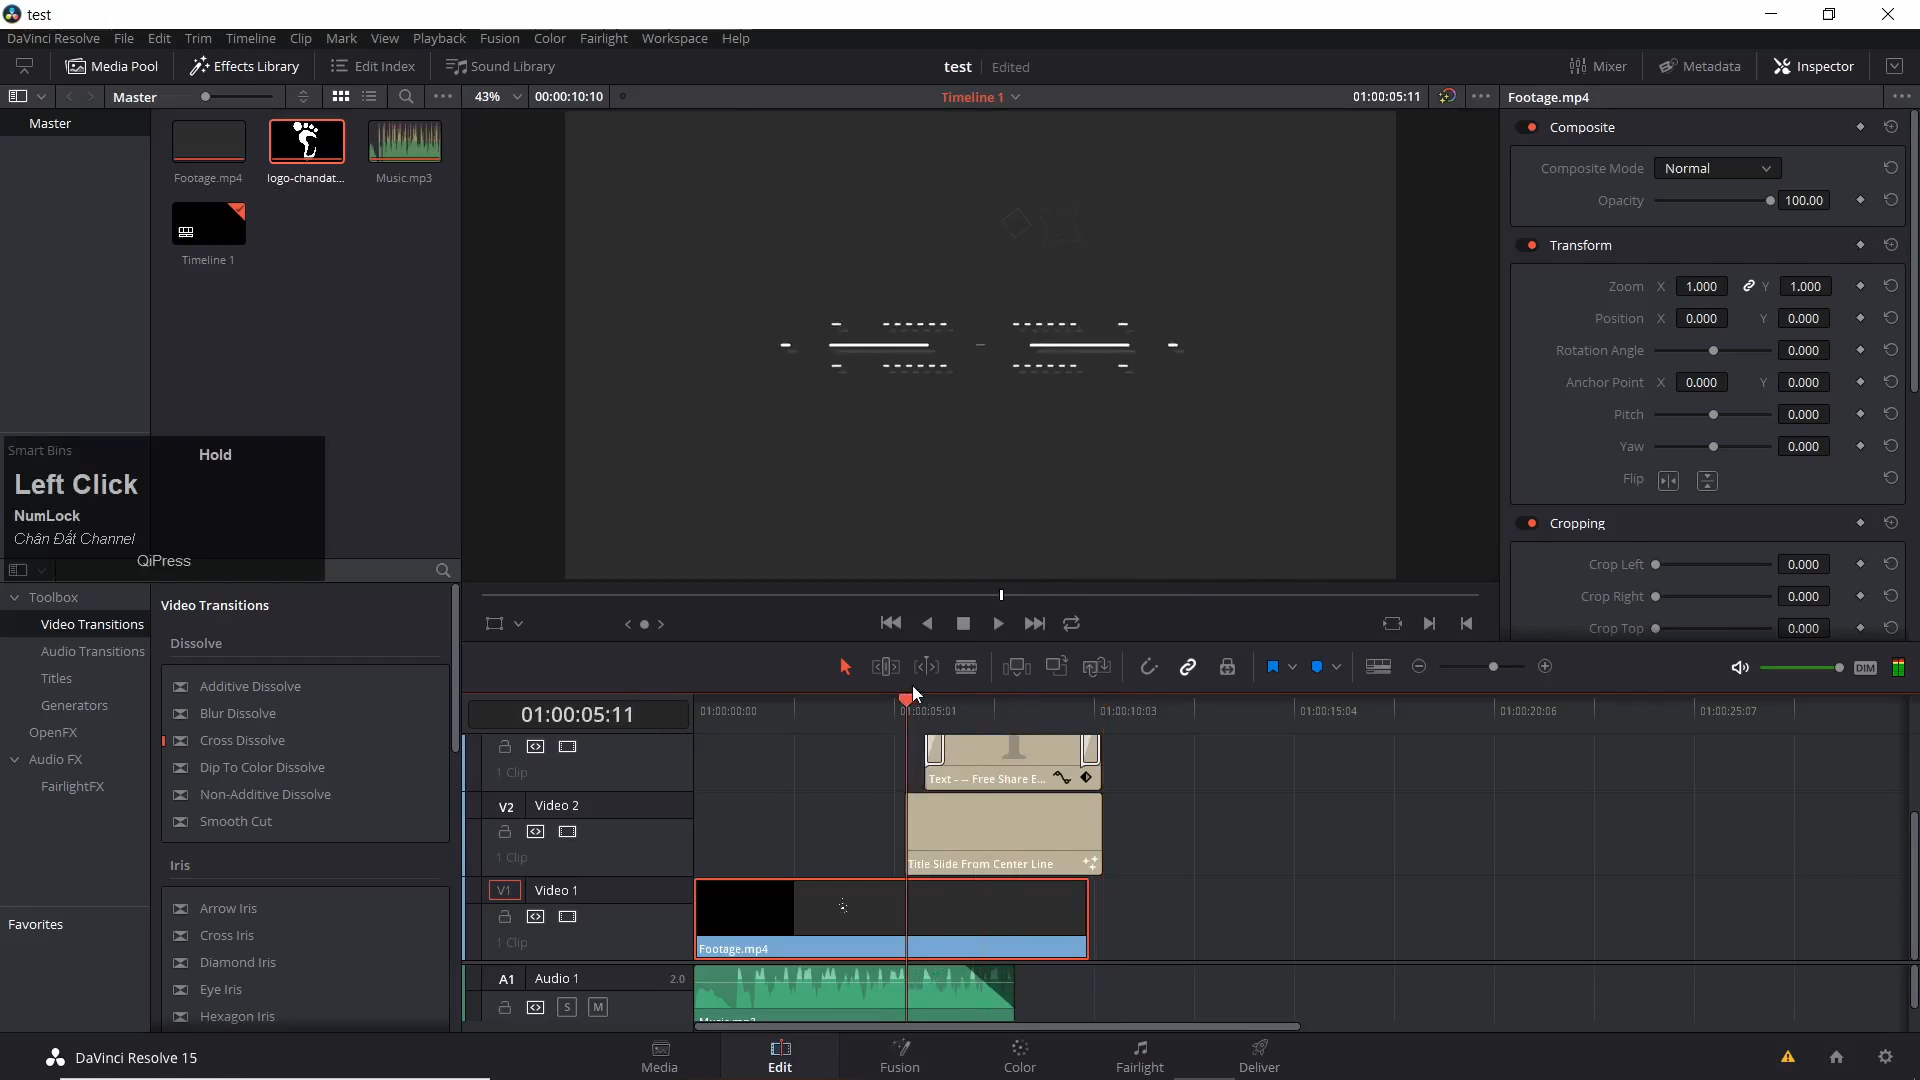 test
DaVinci Resolve File Edit Trim Timeline Clip Mark View Playback Fusion Color Fairlight Workspace Help
Media Pool Effects Library Edit Index Sound Library test Edited Mixer Metadata Inspector
Master 43% 00:00:10:10 Timeline 1 01:00:05:11 Footage.mp4
Master
Footage.mp4 logo-chandat... Music.mp3
Timeline 1
Composite
Composite Mode Normal
Opacity 100.00
Transform
Zoom X 1.000 Y 1.000
Position X 0.000 Y 0.000
Rotation Angle 0.000
Anchor Point X 0.000 Y 0.000
Pitch 0.000
Yaw 0.000
Flip
Cropping
Crop Left 0.000
Crop Right 0.000
Crop Top 0.000
Smart Bins Hold
Left Click
NumLock
Chân Đất Channel
QiPress
Toolbox
Video Transitions
Audio Transitions
Titles
Generators
OpenFX
Audio FX
FairlightFX
Favorites
Video Transitions
Dissolve
Additive Dissolve
Blur Dissolve
Cross Dissolve
Dip To Color Dissolve
Non-Additive Dissolve
Smooth Cut
Iris
Arrow Iris
Cross Iris
Diamond Iris
Eye Iris
Hexagon Iris
DIM
01:00:05:11 01:00:00:00 01:00:05:01 01:00:10:03 01:00:15:04 01:00:20:06 01:00:25:07
1 Clip Text - -- Free Share E...
V2 Video 2
1 Clip Title Slide From Center Line
V1 Video 1
1 Clip Footage.mp4
A1 Audio 1 2.0
S M
DaVinci Resolve 15 Media Edit Fusion Color Fairlight Deliver